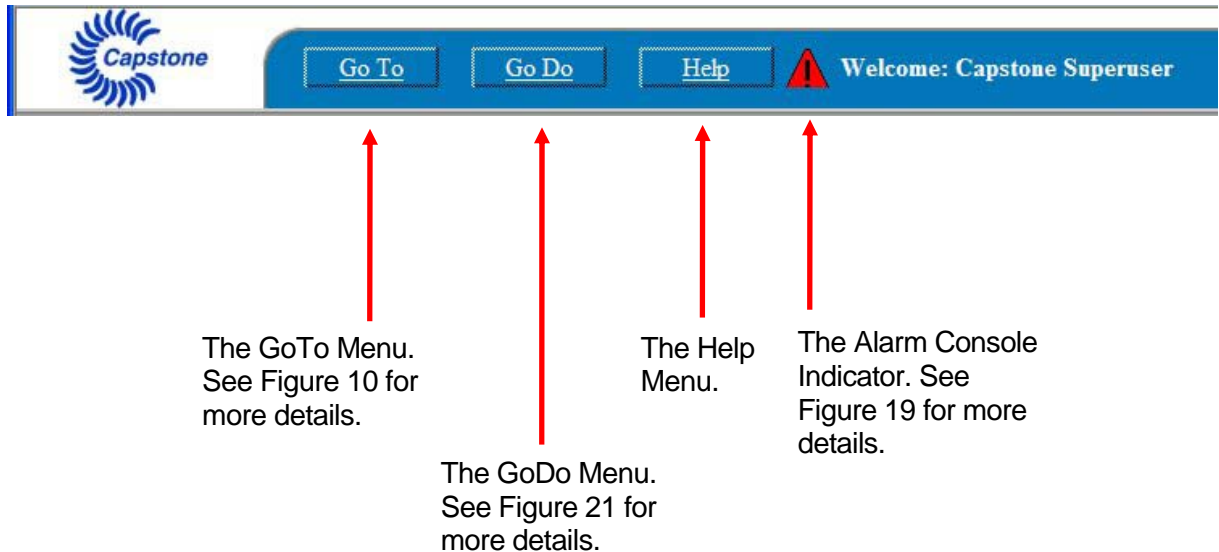 Capstone
Go To
Go Do
Help
Welcome: Capstone Superuser
The GoTo Menu.
See Figure 10 for
more details.
The GoDo Menu.
See Figure 21 for
more details.
The Help
Menu.
The Alarm Console
Indicator. See
Figure 19 for more
details.